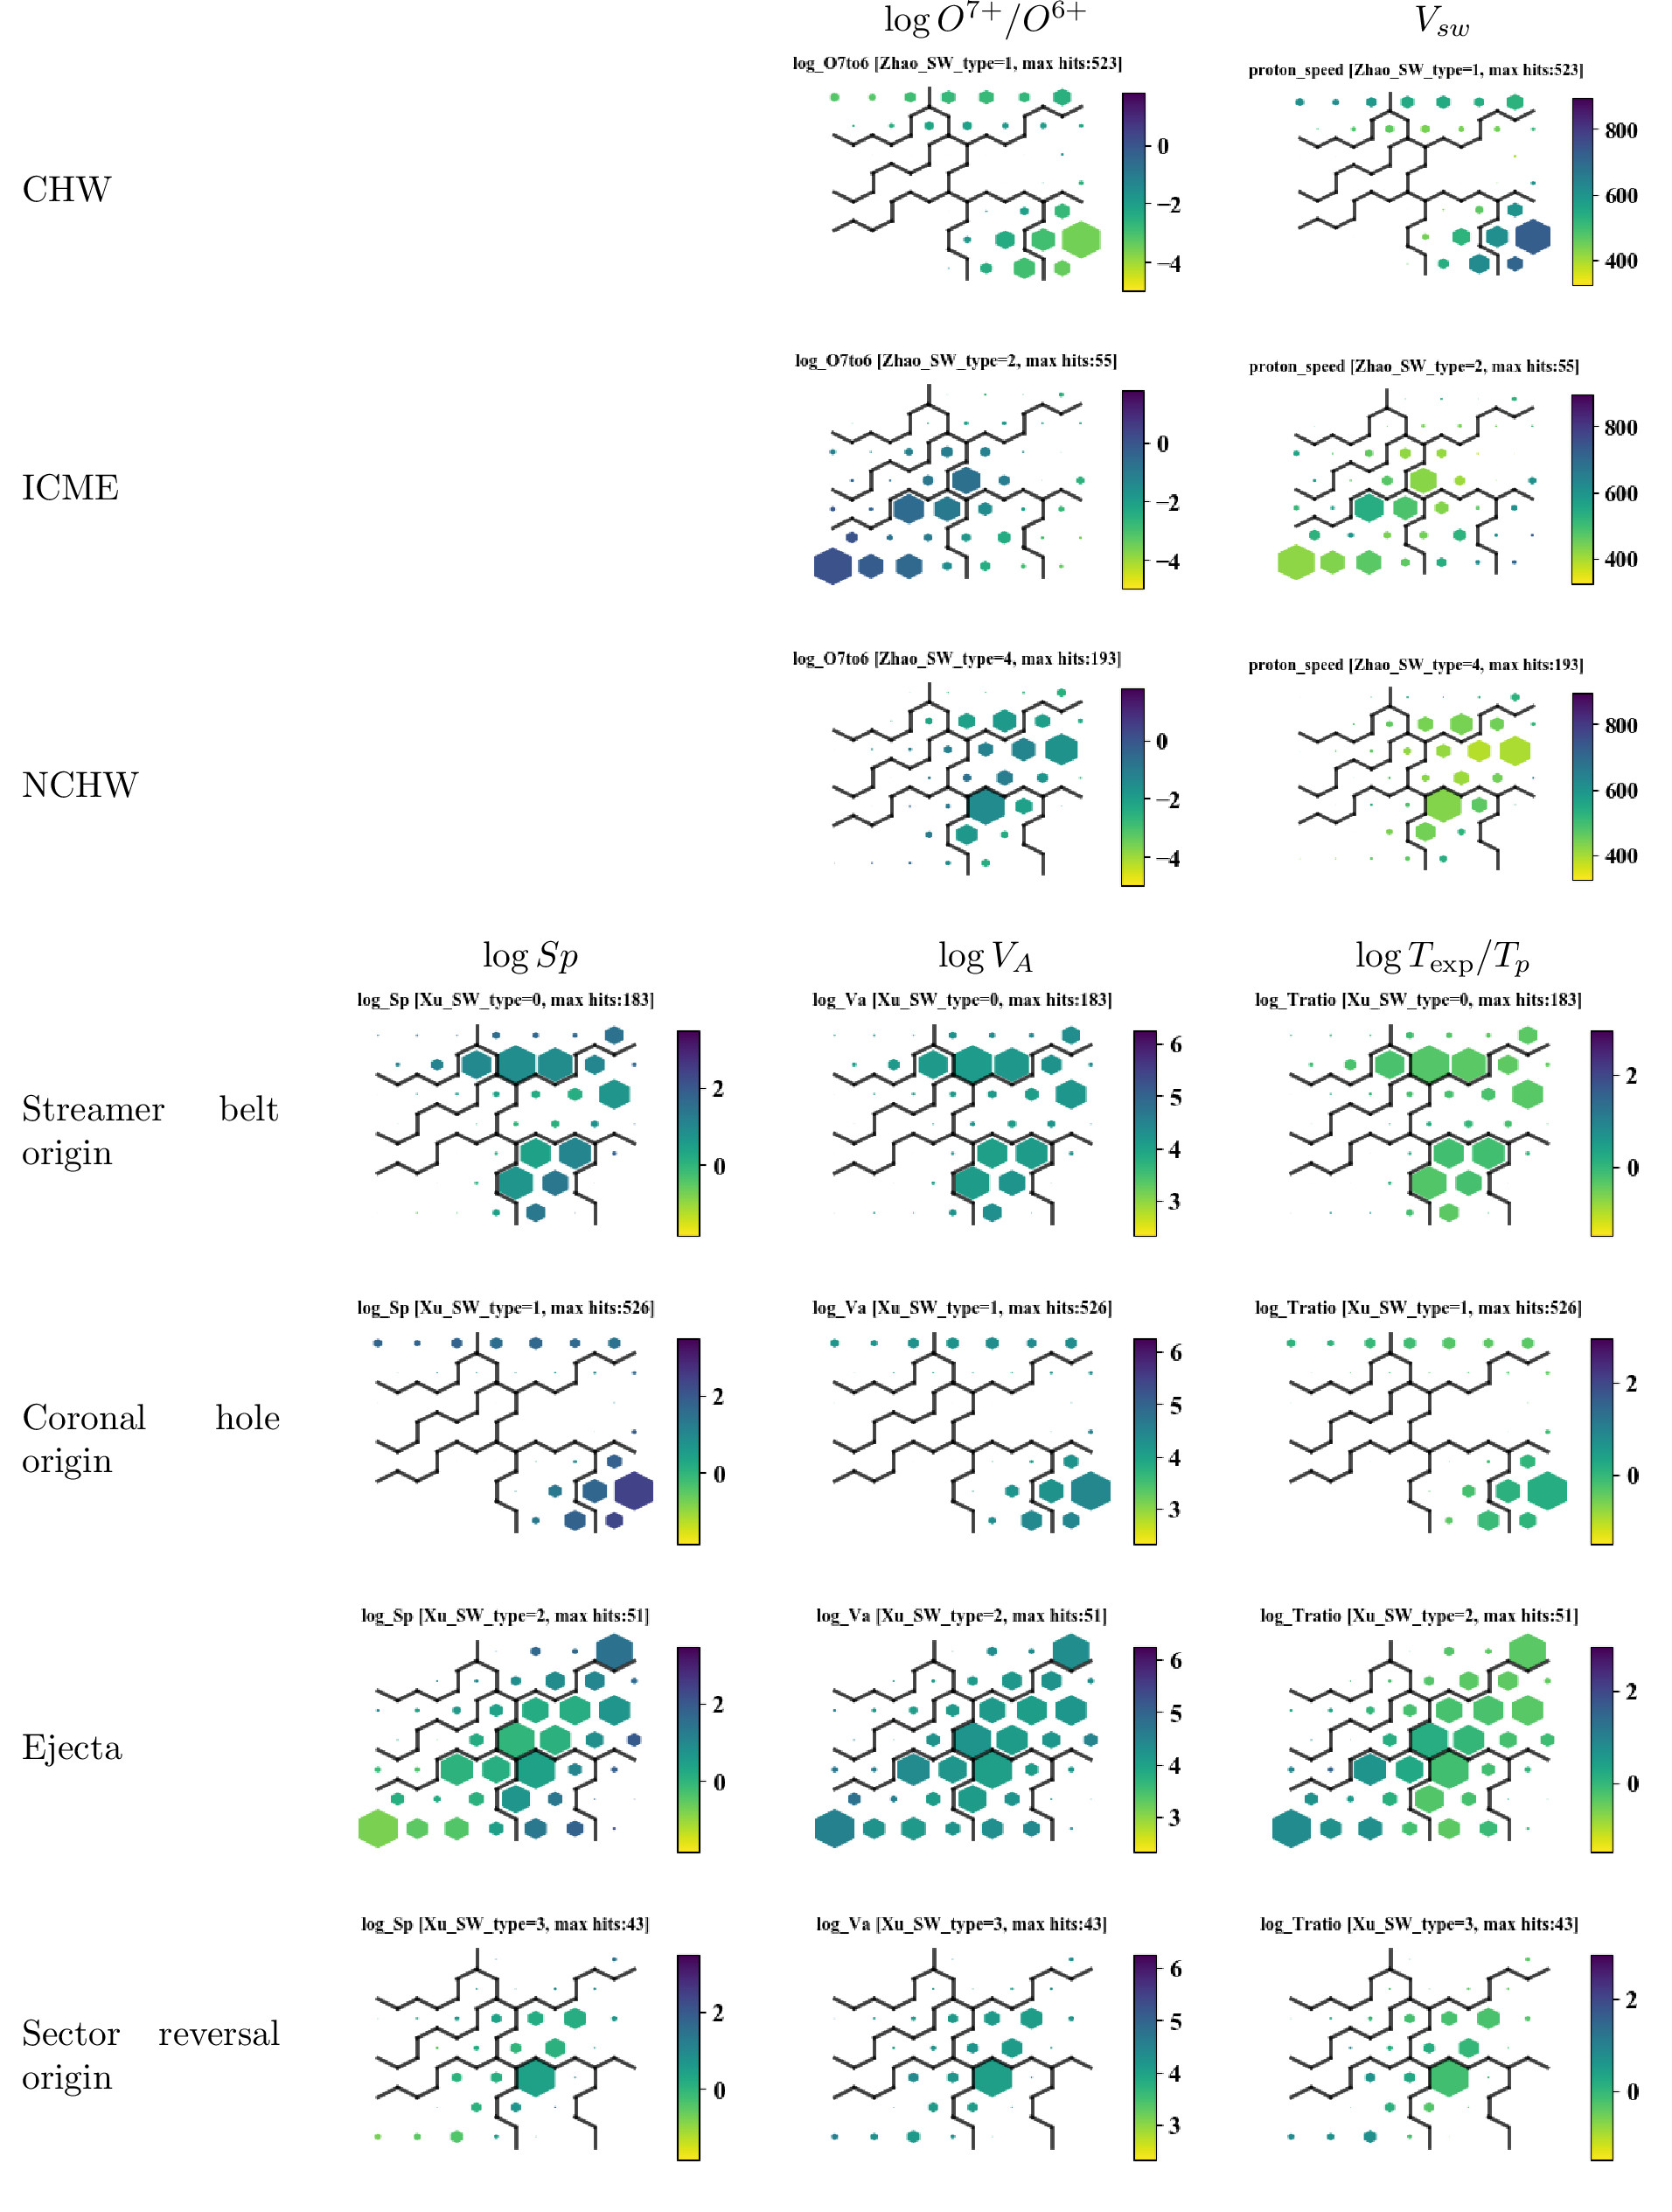 log O⁷⁺/O⁶⁺ V_sw
log_O7to6 [Zhao_SW_type=1, max hits:523] proton_speed [Zhao_SW_type=1, max hits:523]
CHW
0
−2
−4
800
600
400
log_O7to6 [Zhao_SW_type=2, max hits:55] proton_speed [Zhao_SW_type=2, max hits:55]
ICME
0
−2
−4
800
600
400
log_O7to6 [Zhao_SW_type=4, max hits:193] proton_speed [Zhao_SW_type=4, max hits:193]
NCHW
0
−2
−4
800
600
400
log Sp log V_A log T_exp/T_p
log_Sp [Xu_SW_type=0, max hits:183] log_Va [Xu_SW_type=0, max hits:183] log_Tratio [Xu_SW_type=0, max hits:183]
Streamer belt
origin
2
0
6
5
4
3
2
0
log_Sp [Xu_SW_type=1, max hits:526] log_Va [Xu_SW_type=1, max hits:526] log_Tratio [Xu_SW_type=1, max hits:526]
Coronal hole
origin
2
0
6
5
4
3
2
0
log_Sp [Xu_SW_type=2, max hits:51] log_Va [Xu_SW_type=2, max hits:51] log_Tratio [Xu_SW_type=2, max hits:51]
Ejecta
2
0
6
5
4
3
2
0
log_Sp [Xu_SW_type=3, max hits:43] log_Va [Xu_SW_type=3, max hits:43] log_Tratio [Xu_SW_type=3, max hits:43]
Sector reversal
origin
2
0
6
5
4
3
2
0